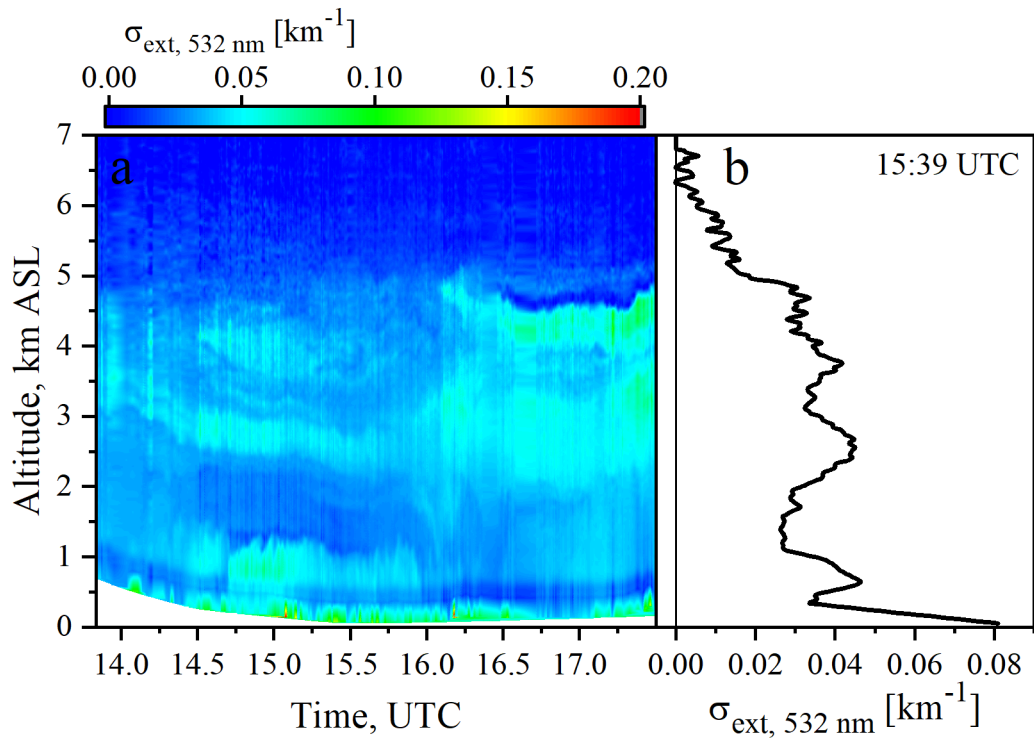 σext, 532 nm [km-1]
0.00 0.05 0.10 0.15 0.20
a
b
15:39 UTC
7
6
5
4
3
2
1
0
Altitude, km ASL
14.0 14.5 15.0 15.5 16.0 16.5 17.0
0.00 0.02 0.04 0.06 0.08
Time, UTC
σext, 532 nm [km-1]